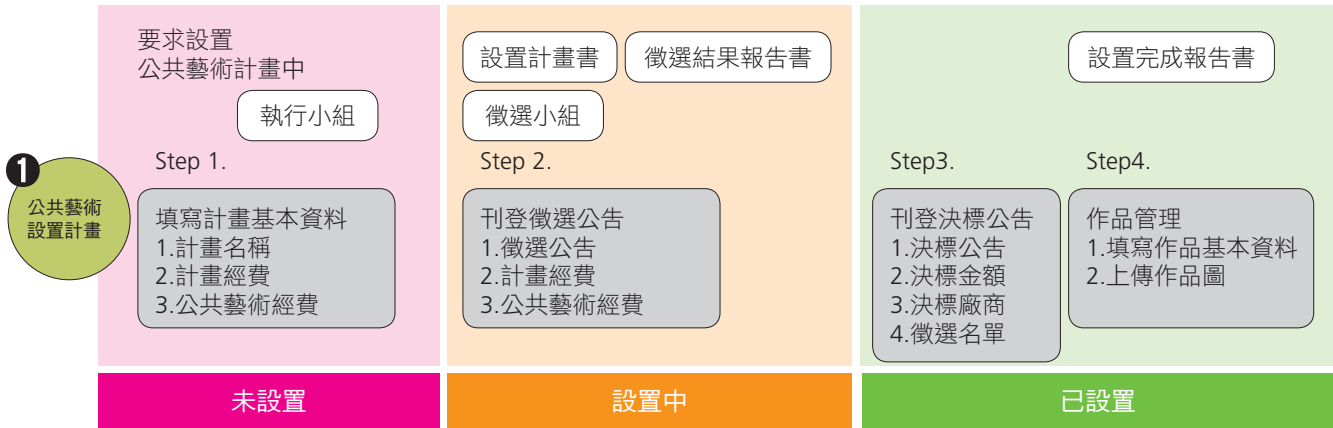 1
公共藝術
設置計畫
要求設置
公共藝術計畫中
執行小組
Step 1.
填寫計畫基本資料
1.計畫名稱
2.計畫經費
3.公共藝術經費
未設置
設置計畫書
徵選結果報告書
徵選小組
Step 2.
刊登徵選公告
1.徵選公告
2.計畫經費
3.公共藝術經費
設置中
設置完成報告書
Step3.
刊登決標公告
1.決標公告
2.決標金額
3.決標廠商
4.徵選名單
Step4.
作品管理
1.填寫作品基本資料
2.上傳作品圖
已設置